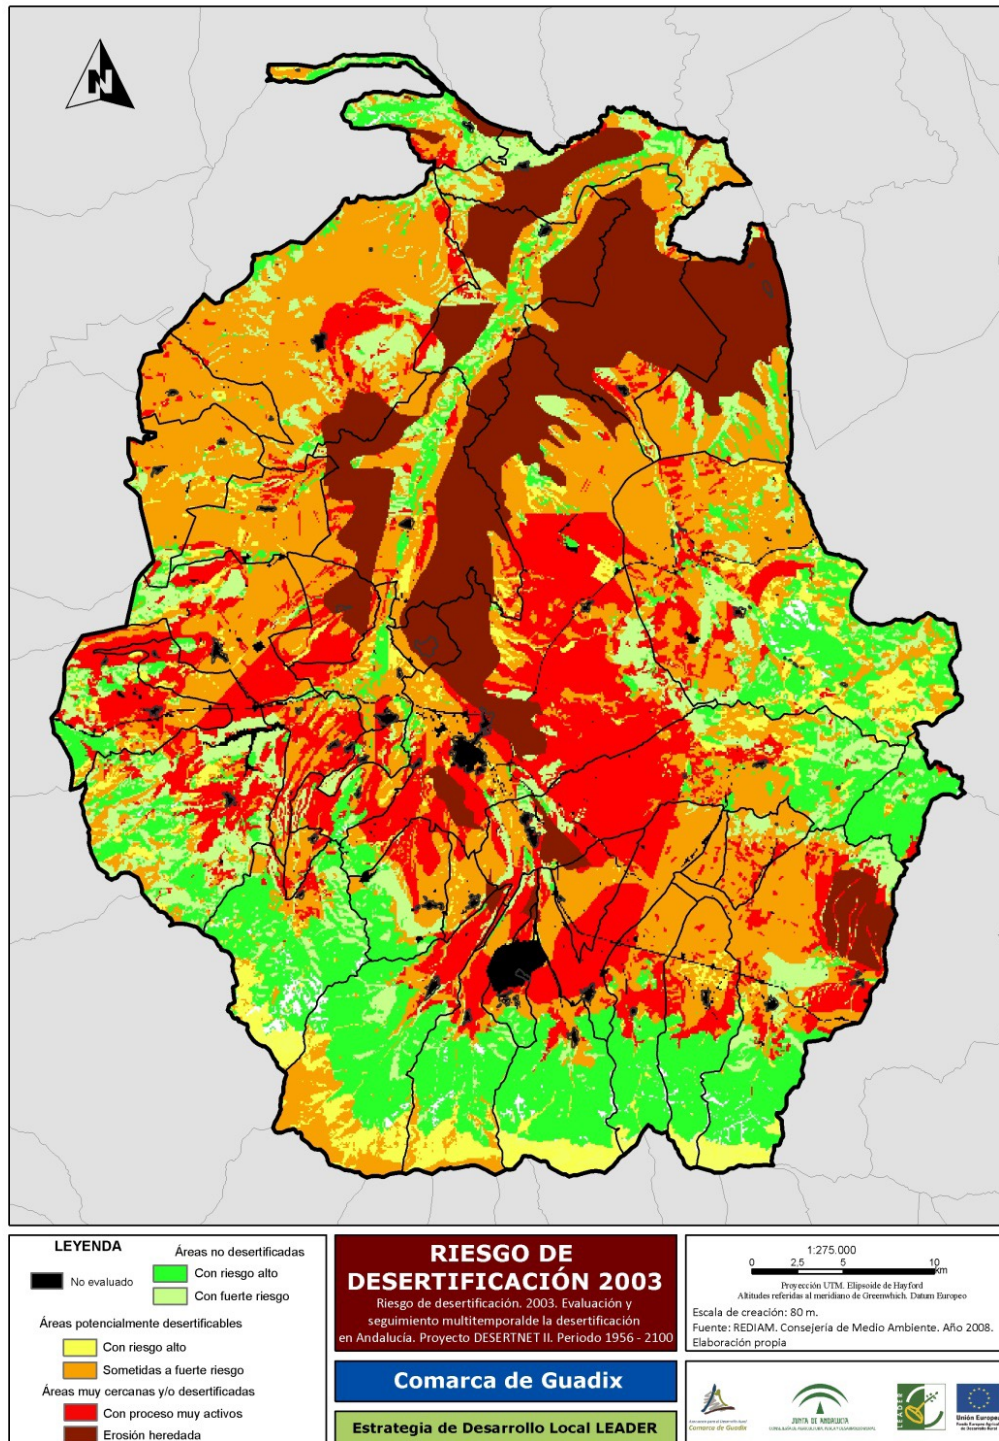 N
LEYENDA
No evaluado
Áreas no desertificadas
Con riesgo alto
Con fuerte riesgo
Áreas potencialmente desertificables
Con riesgo alto
Sometidas a fuerte riesgo
Áreas muy cercanas y/o desertificadas
Con proceso muy activos
Erosión heredada
RIESGO DE
DESERTIFICACIÓN 2003
Riesgo de desertificación. 2003. Evaluación y
seguimiento multitemporalde la desertificación
en Andalucía. Proyecto DESERTNET II. Periodo 1956 - 2100
Comarca de Guadix
Estrategia de Desarrollo Local LEADER
1:275.000
0 2,5 5 10
km
Proyección UTM. Elipsoide de Hayford
Altitudes referidas al meridiano de Greenwhich. Datum Europeo
Escala de creación: 80 m.
Fuente: REDIAM. Consejería de Medio Ambiente. Año 2008.
Elaboración propia
Comarca de Guadix
JUNTA DE ANDALUCIA
LEADER
Unión Europea